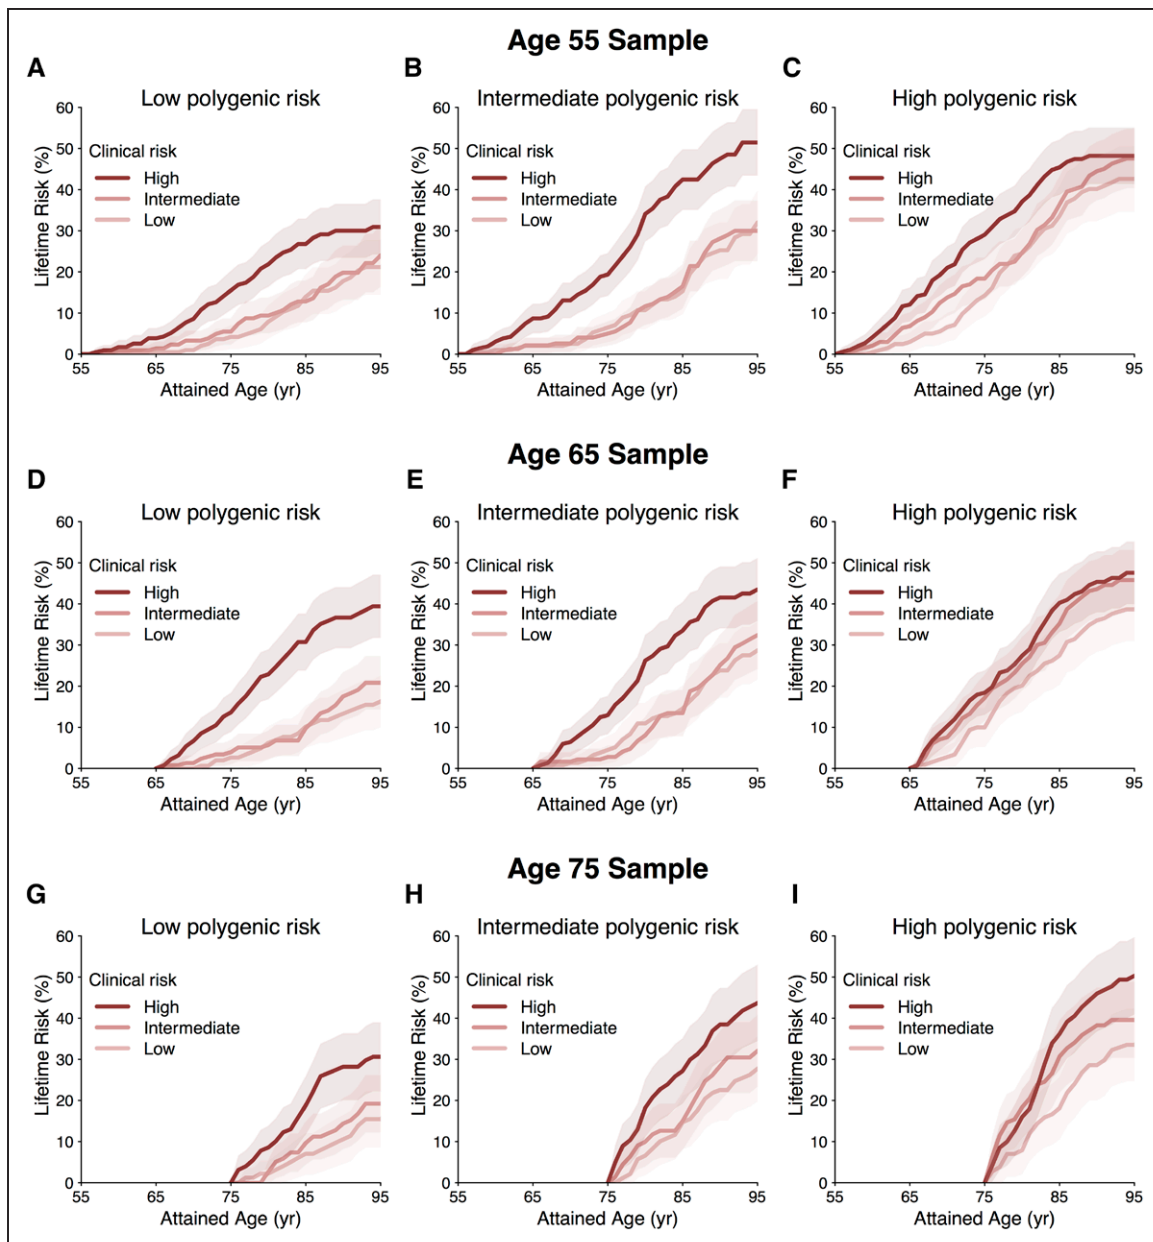 Age 55 Sample
A
Low polygenic risk
Lifetime Risk (%)
60
50
40
30
20
10
0
Clinical risk
High
Intermediate
Low
55 65 75 85 95
Attained Age (yr)
B
Intermediate polygenic risk
Lifetime Risk (%)
60
50
40
30
20
10
0
Clinical risk
High
Intermediate
Low
55 65 75 85 95
Attained Age (yr)
C
High polygenic risk
Lifetime Risk (%)
60
50
40
30
20
10
0
Clinical risk
High
Intermediate
Low
55 65 75 85 95
Attained Age (yr)
Age 65 Sample
D
Low polygenic risk
Lifetime Risk (%)
60
50
40
30
20
10
0
Clinical risk
High
Intermediate
Low
55 65 75 85 95
Attained Age (yr)
E
Intermediate polygenic risk
Lifetime Risk (%)
60
50
40
30
20
10
0
Clinical risk
High
Intermediate
Low
55 65 75 85 95
Attained Age (yr)
F
High polygenic risk
Lifetime Risk (%)
60
50
40
30
20
10
0
Clinical risk
High
Intermediate
Low
55 65 75 85 95
Attained Age (yr)
Age 75 Sample
G
Low polygenic risk
Lifetime Risk (%)
60
50
40
30
20
10
0
Clinical risk
High
Intermediate
Low
55 65 75 85 95
Attained Age (yr)
H
Intermediate polygenic risk
Lifetime Risk (%)
60
50
40
30
20
10
0
Clinical risk
High
Intermediate
Low
55 65 75 85 95
Attained Age (yr)
I
High polygenic risk
Lifetime Risk (%)
60
50
40
30
20
10
0
Clinical risk
High
Intermediate
Low
55 65 75 85 95
Attained Age (yr)